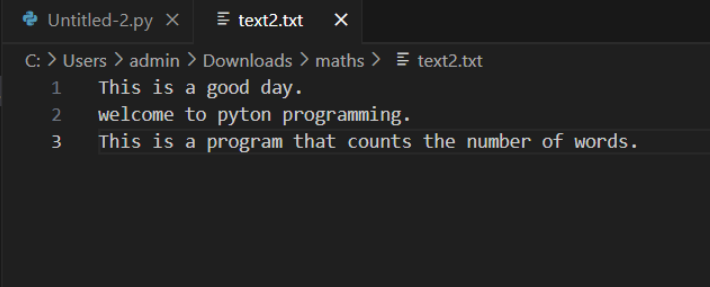 Untitled-2.py text2.txt
C: > Users > admin > Downloads > maths > text2.txt
1 This is a good day.
2 welcome to pyton programming.
3 This is a program that counts the number of words.